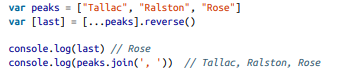 var peaks = ["Tallac", "Ralston", "Rose"]
var [last] = [...peaks].reverse()
console.log(last) // Rose
console.log(peaks.join(', ')) // Tallac, Ralston, Rose